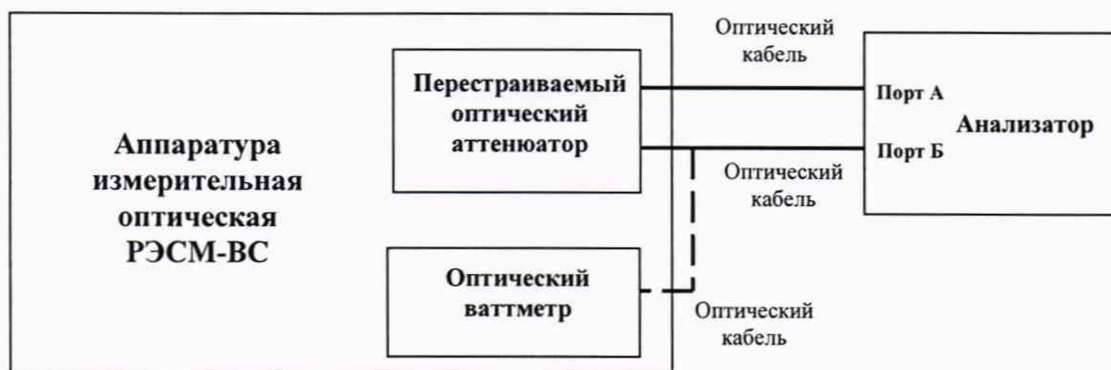 Аппаратура
измерительная
оптическая
РЭСМ-ВС
Перестраиваемый
оптический
аттенюатор
Оптический
ваттметр
Оптический
кабель
Оптический
кабель
Оптический
кабель
Порт А
Порт Б
Анализатор